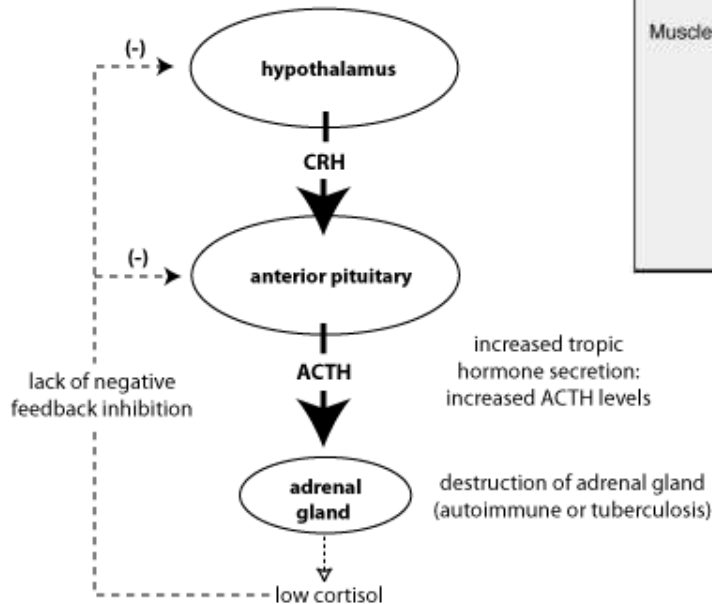 Muscle
(-)
hypothalamus
CRH
(-)
anterior pituitary
lack of negative
feedback inhibition
ACTH
increased tropic
hormone secretion:
increased ACTH levels
adrenal
gland
destruction of adrenal gland
(autoimmune or tuberculosis)
low cortisol